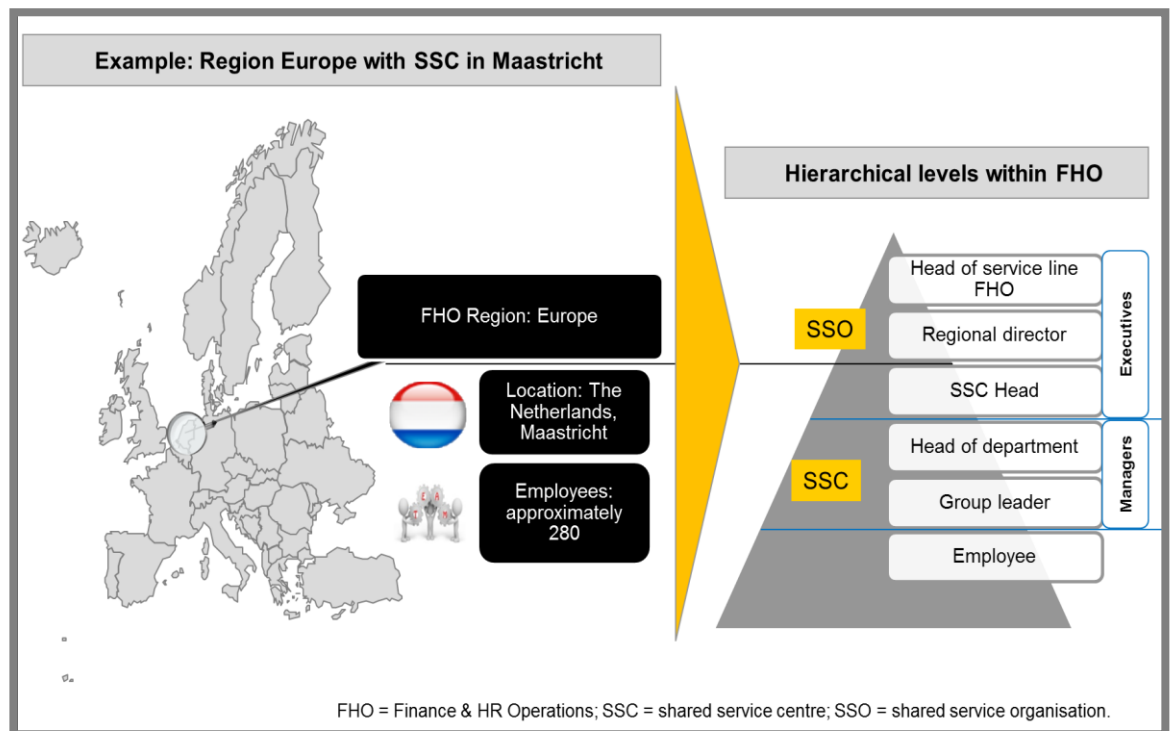 Example: Region Europe with SSC in Maastricht
Hierarchical levels within FHO
FHO Region: Europe
Location: The
Netherlands,
Maastricht
Employees:
approximately
280
T L A M
SSO
SSC
Head of service line
FHO
Regional director
SSC Head
Head of department
Group leader
Employee
Executives
Managers
FHO = Finance & HR Operations; SSC = shared service centre; SSO = shared service organisation.